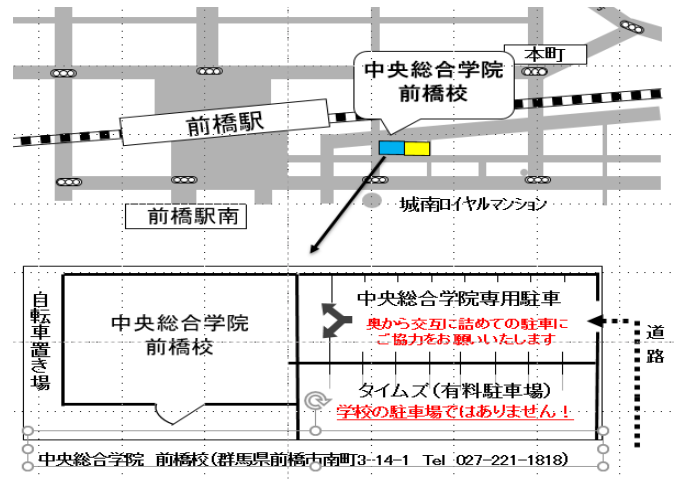 本町
中央総合学院
前橋校
前橋駅
城南ロイヤルマンション
前橋駅南
自転車置き場
中央総合学院
前橋校
中央総合学院専用駐車
奥から交互に詰めての駐車に
ご協力をお願いいたします
道路
タイムズ(有料駐車場)
学校の駐車場ではありません!
中央総合学院 前橋校(群馬県前橋市南町3-14-1 Tel 027-221-1818)